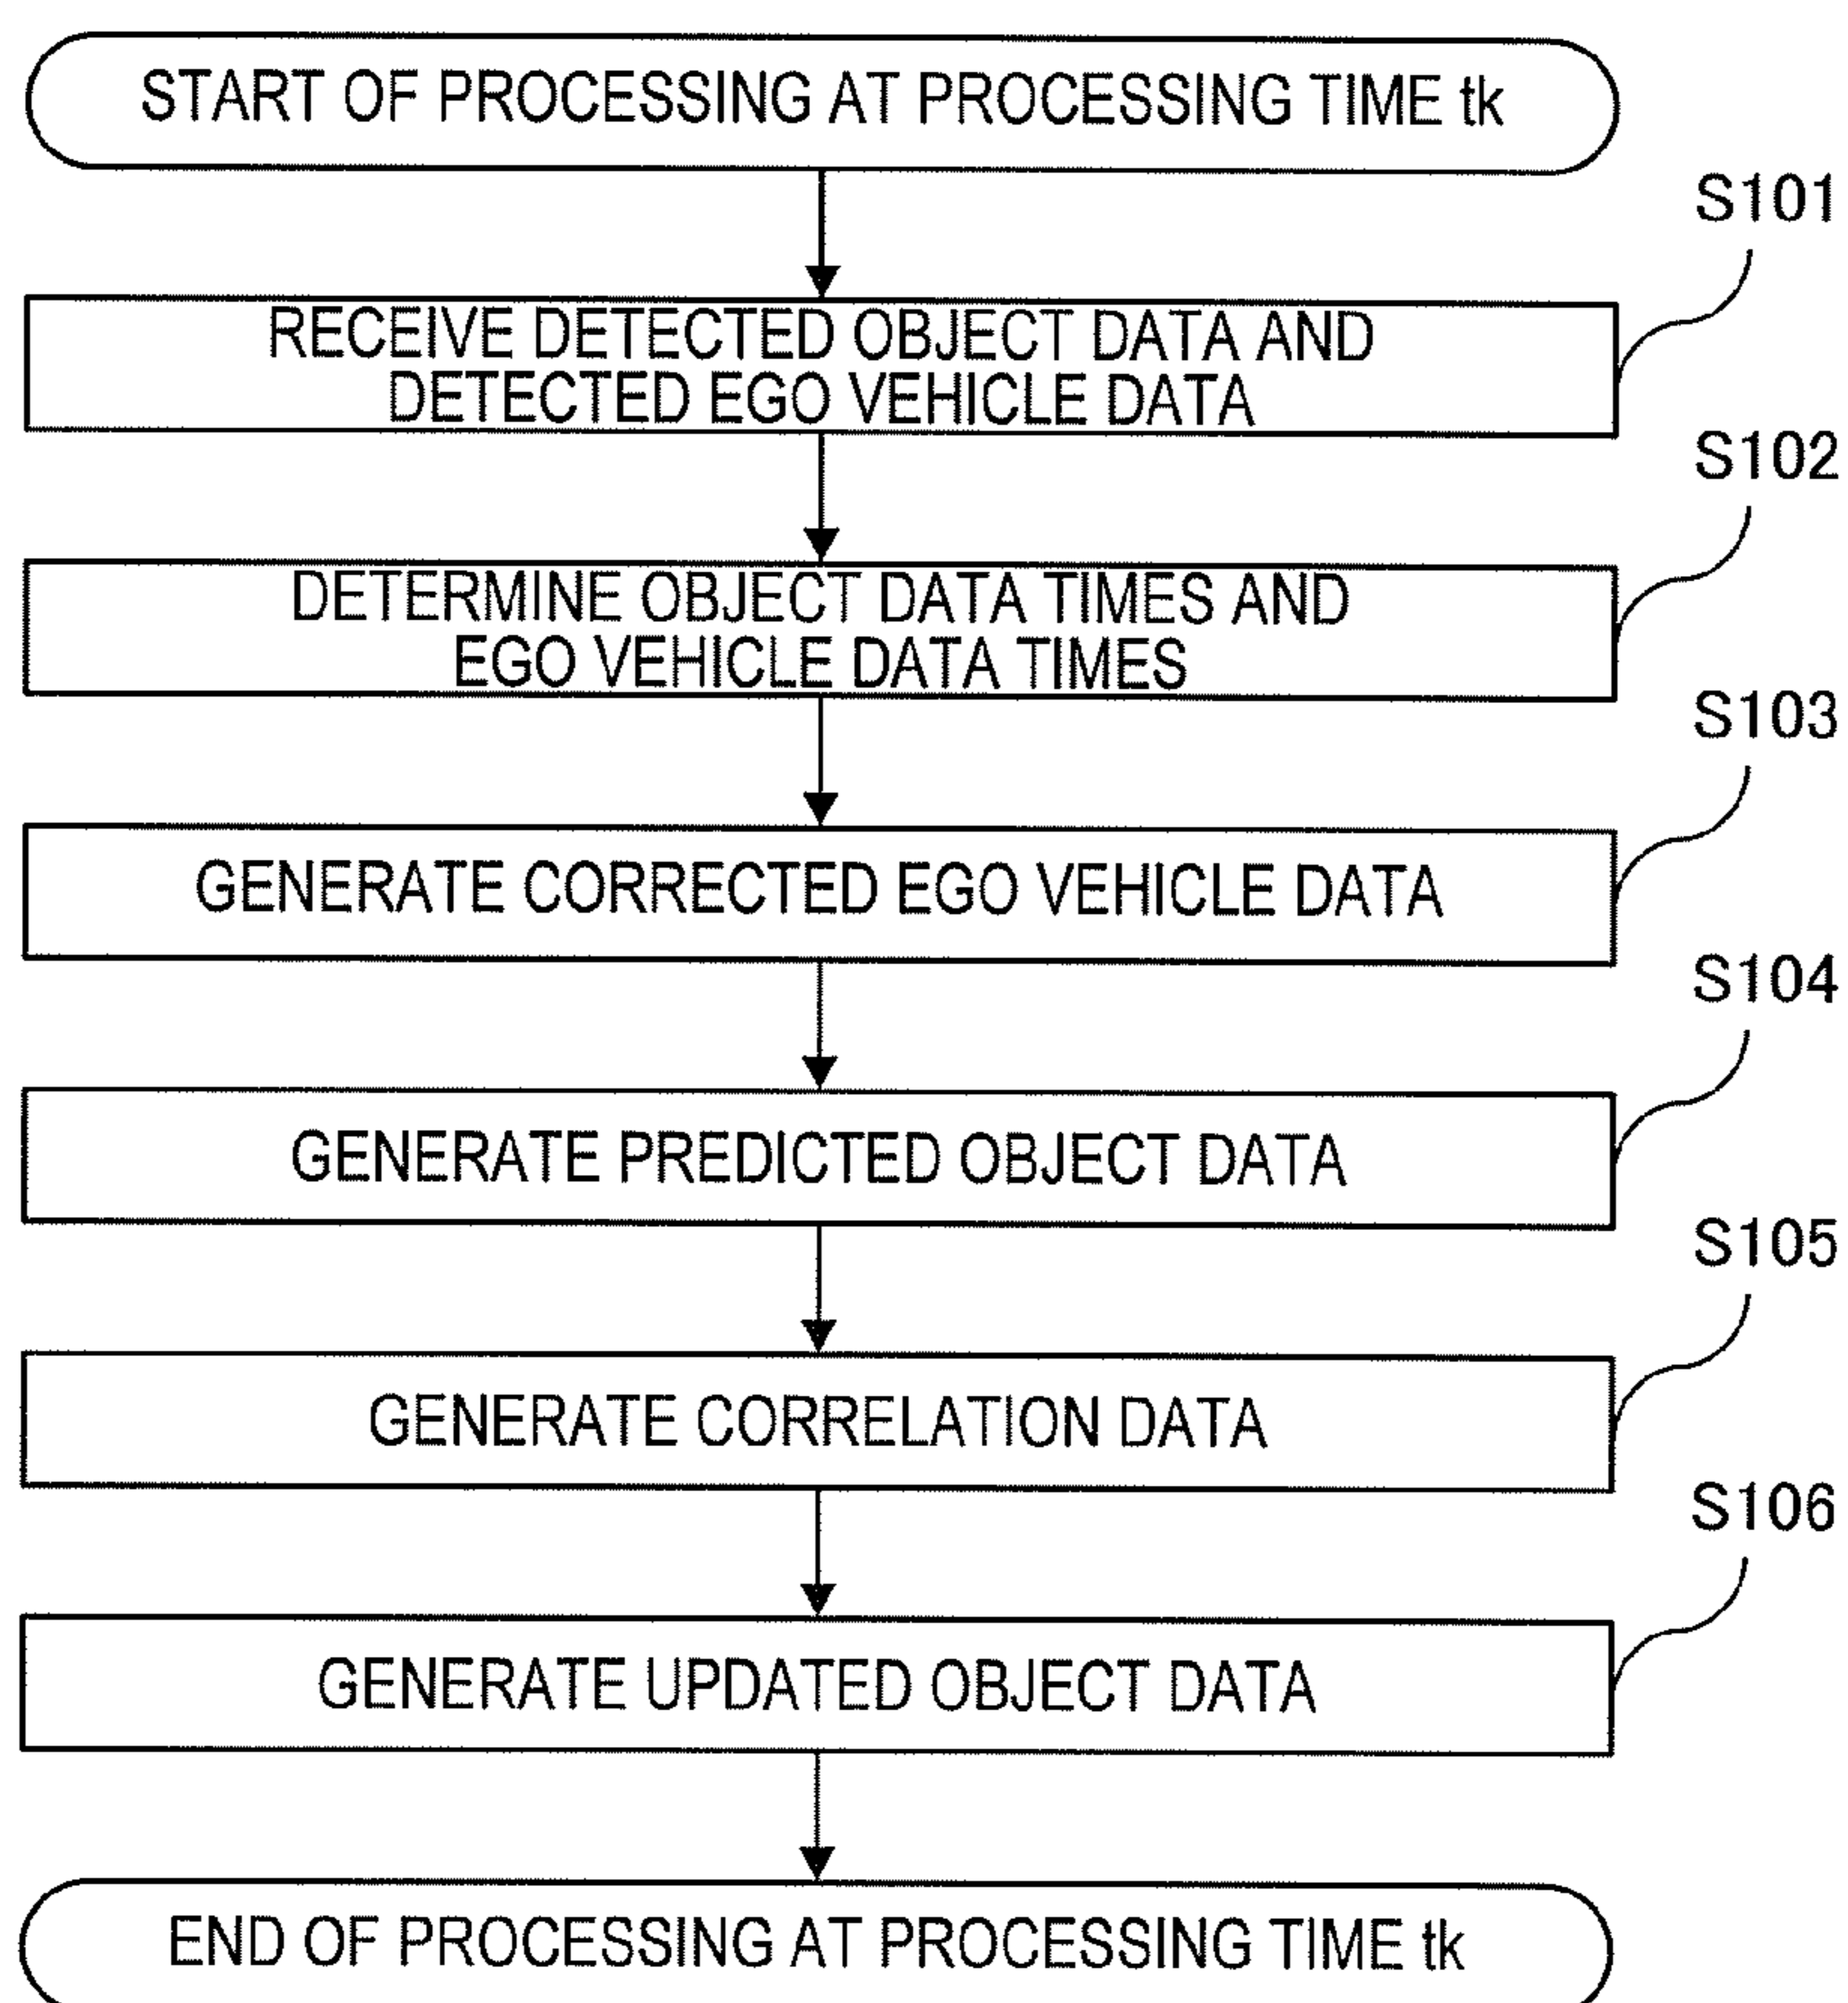 START OF PROCESSING AT PROCESSING TIME tk
S101
RECEIVE DETECTED OBJECT DATA AND
DETECTED EGO VEHICLE DATA
S102
DETERMINE OBJECT DATA TIMES AND
EGO VEHICLE DATA TIMES
S103
GENERATE CORRECTED EGO VEHICLE DATA
S104
GENERATE PREDICTED OBJECT DATA
S105
GENERATE CORRELATION DATA
S106
GENERATE UPDATED OBJECT DATA
END OF PROCESSING AT PROCESSING TIME tk